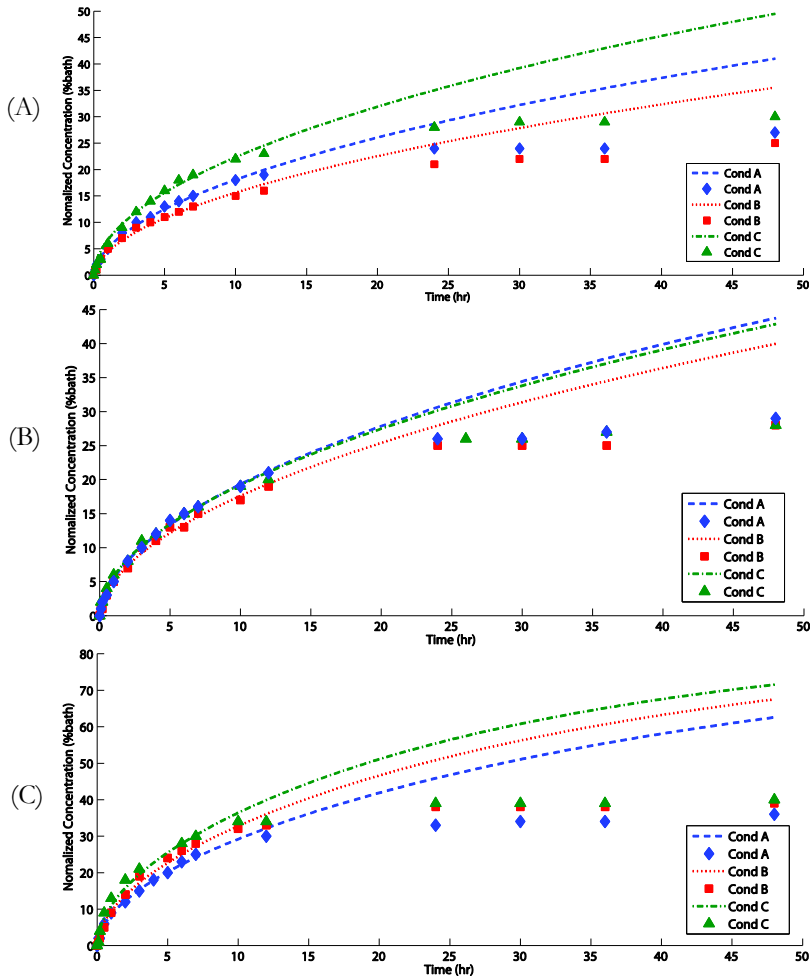 (A)
Nomalized Concentration (%bath)
50
45
40
35
30
25
20
15
10
5
0
0 5 10 15 20 25 30 35 40 45 50
Time (hr)
Cond A
Cond A
Cond B
Cond B
Cond C
Cond C
(B)
Normalized Concentration (%bath)
45
40
35
30
25
20
15
10
5
0
0 5 10 15 20 25 30 35 40 45 50
Time (hr)
Cond A
Cond A
Cond B
Cond B
Cond C
Cond C
(C)
Normalized Concentration (%bath)
80
70
60
50
40
30
20
10
0
0 5 10 15 20 25 30 35 40 45 50
Time (hr)
Cond A
Cond A
Cond B
Cond B
Cond C
Cond C